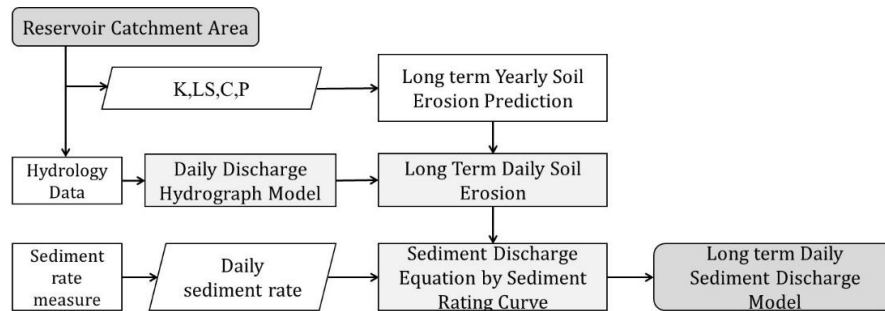 Reservoir Catchment Area
K,LS,C,P
Long term Yearly Soil
Erosion Prediction
Hydrology
Data
Daily Discharge
Hydrograph Model
Long Term Daily Soil
Erosion
Sediment
rate
measure
Daily
sediment rate
Sediment Discharge
Equation by Sediment
Rating Curve
Long term Daily
Sediment Discharge
Model